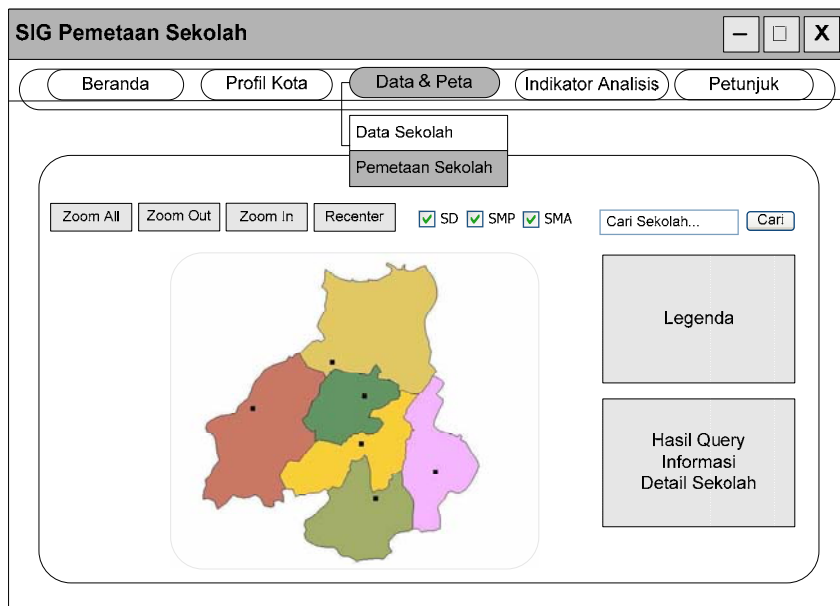 SIG Pemetaan Sekolah
X
Beranda
Profil Kota
Data & Peta
Indikator Analisis
Petunjuk
Data Sekolah
Pemetaan Sekolah
Zoom All
Zoom Out
Zoom In
Recenter
SD
SMP
SMA
Cari Sekolah...
Cari
Legenda
Hasil Query
Informasi
Detail Sekolah